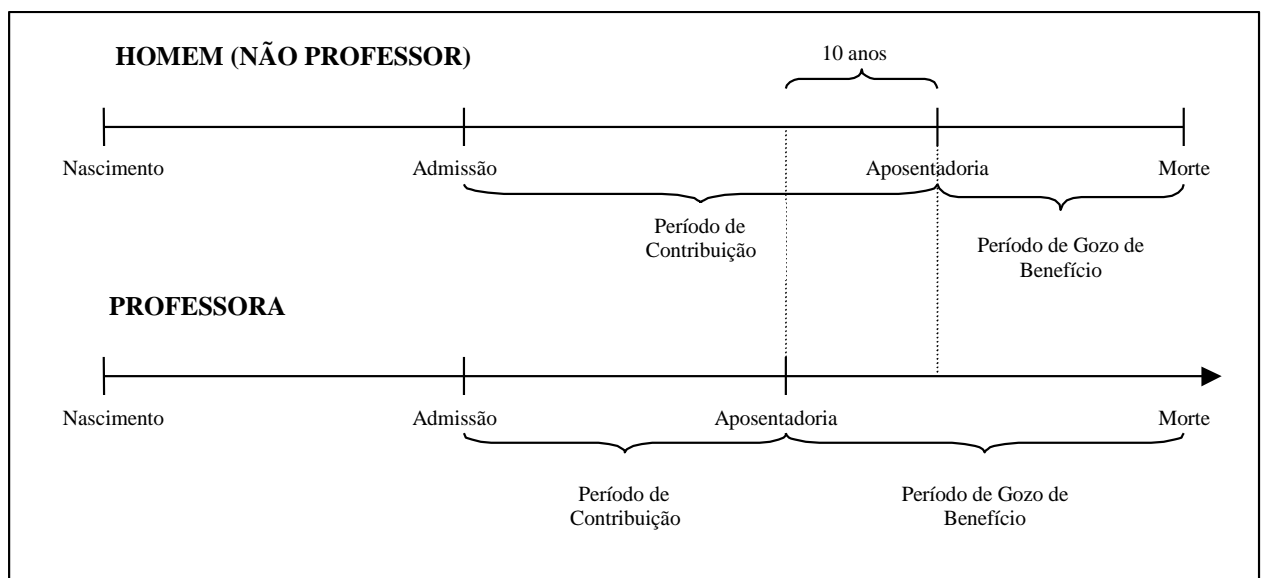 HOMEM (NÃO PROFESSOR)
10 anos
Nascimento
Admissão
Aposentadoria
Morte
Período de
Contribuição
Período de Gozo de
Benefício
PROFESSORA
Nascimento
Admissão
Aposentadoria
Morte
Período de
Contribuição
Período de Gozo de
Benefício